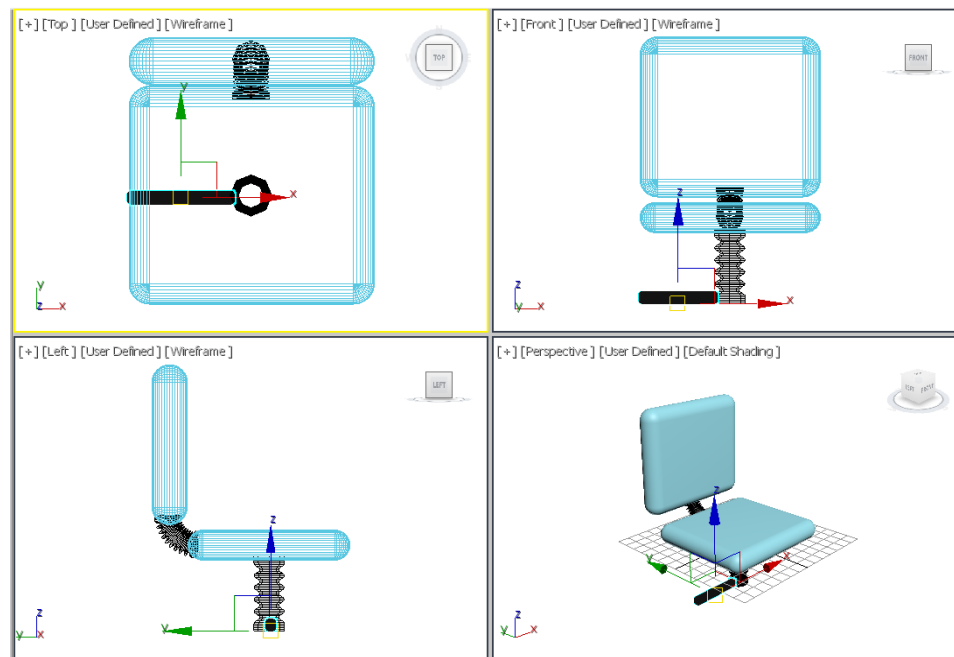 [+] [Top ] [User Defined ] [Wireframe ]
TOP
y
x
y
z
x
[+] [Front ] [User Defined ] [Wireframe ]
FRONT
z
x
z
y
x
[+] [Left ] [User Defined ] [Wireframe ]
LEFT
z
y
z
y
x
[+] [Perspective ] [User Defined ] [Default Shading ]
FRONT
z
y
x
z
y
x